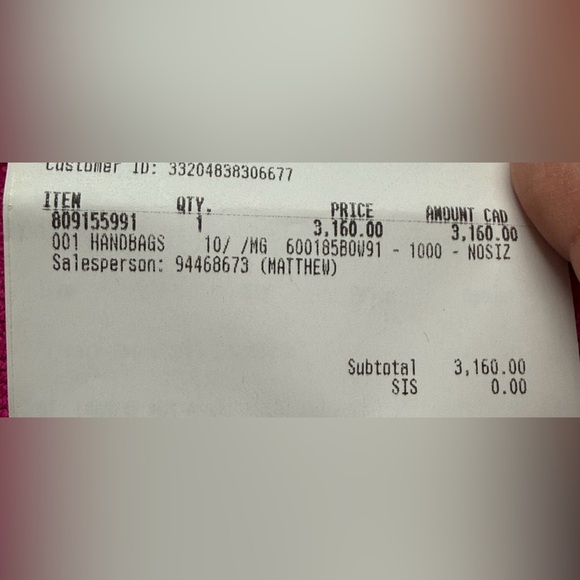 Customer ID: 33204838306677
ITEM QTY. PRICE AMOUNT CAD
809155991 1 3,160.00 3,160.00
001 HANDBAGS 10/ /MG 600185B0W91 - 1000 - NOSIZ
Salesperson: 94468673 (MATTHEW)
Subtotal 3,160.00
SIS 0.00